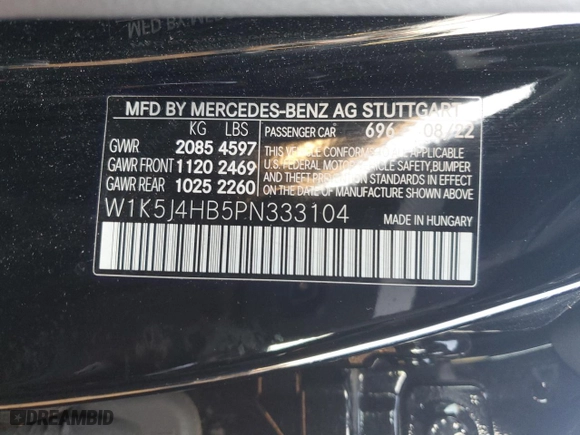 MFD BY MERCEDES-BENZ AG STUTTGART
KG LBS
PASSENGER CAR 696 08/22
GVWR 2085 4597
GAWR FRONT 1120 2469
GAWR REAR 1025 2260
THIS VEHICLE CONFORMS TO ALL APPLICABLE
U.S. FEDERAL MOTOR VEHICLE SAFETY, BUMPER
AND THEFT PREVENTION STANDARDS IN EFFECT
ON THE DATE OF MANUFACTURE SHOWN ABOVE
W1K5J4HB5PN333104
MADE IN HUNGARY
DREAMBID